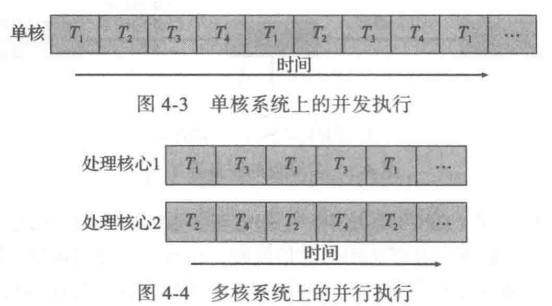 单核 T1 T2 T3 T4 T1 T2 T3 T4 T1 …
时间
图 4-3 单核系统上的并发执行
处理核心1 T1 T3 T1 T3 T1 …
处理核心2 T2 T4 T2 T4 T2 …
时间
图 4-4 多核系统上的并行执行